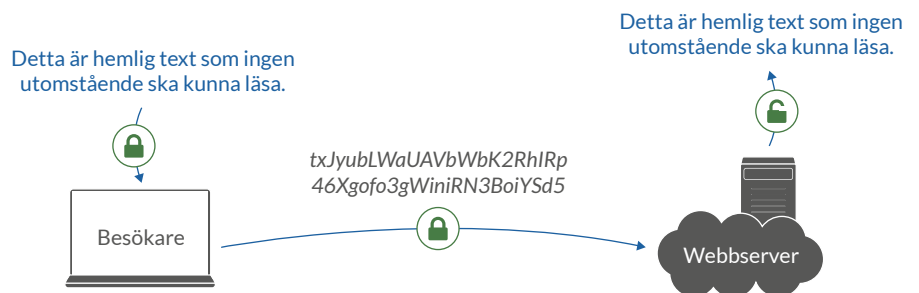 Detta är hemlig text som ingen
utomstående ska kunna läsa.
Detta är hemlig text som ingen
utomstående ska kunna läsa.
txJyubLWaUAVbWbK2RhIRp
46Xgofo3gWiniRN3BoiYSd5
Besökare
Webbserver